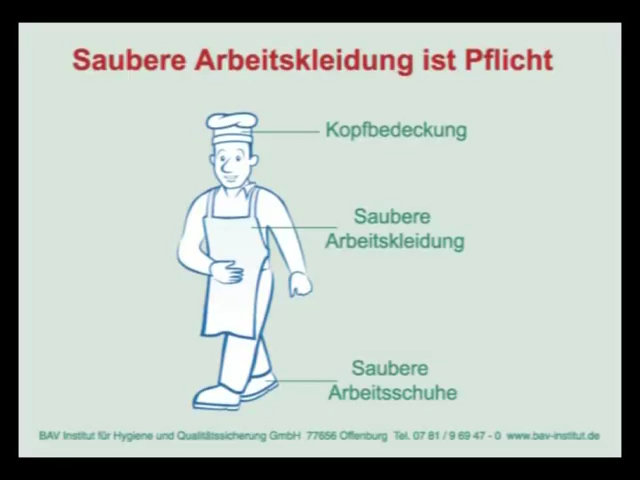 Saubere Arbeitskleidung ist Pflicht
Kopfbedeckung
Saubere
Arbeitskleidung
Saubere
Arbeitsschuhe
BAV Institut für Hygiene und Qualitätssicherung GmbH 77656 Offenburg Tel. 07 81 / 9 69 47 - 0 www.bav-institut.de